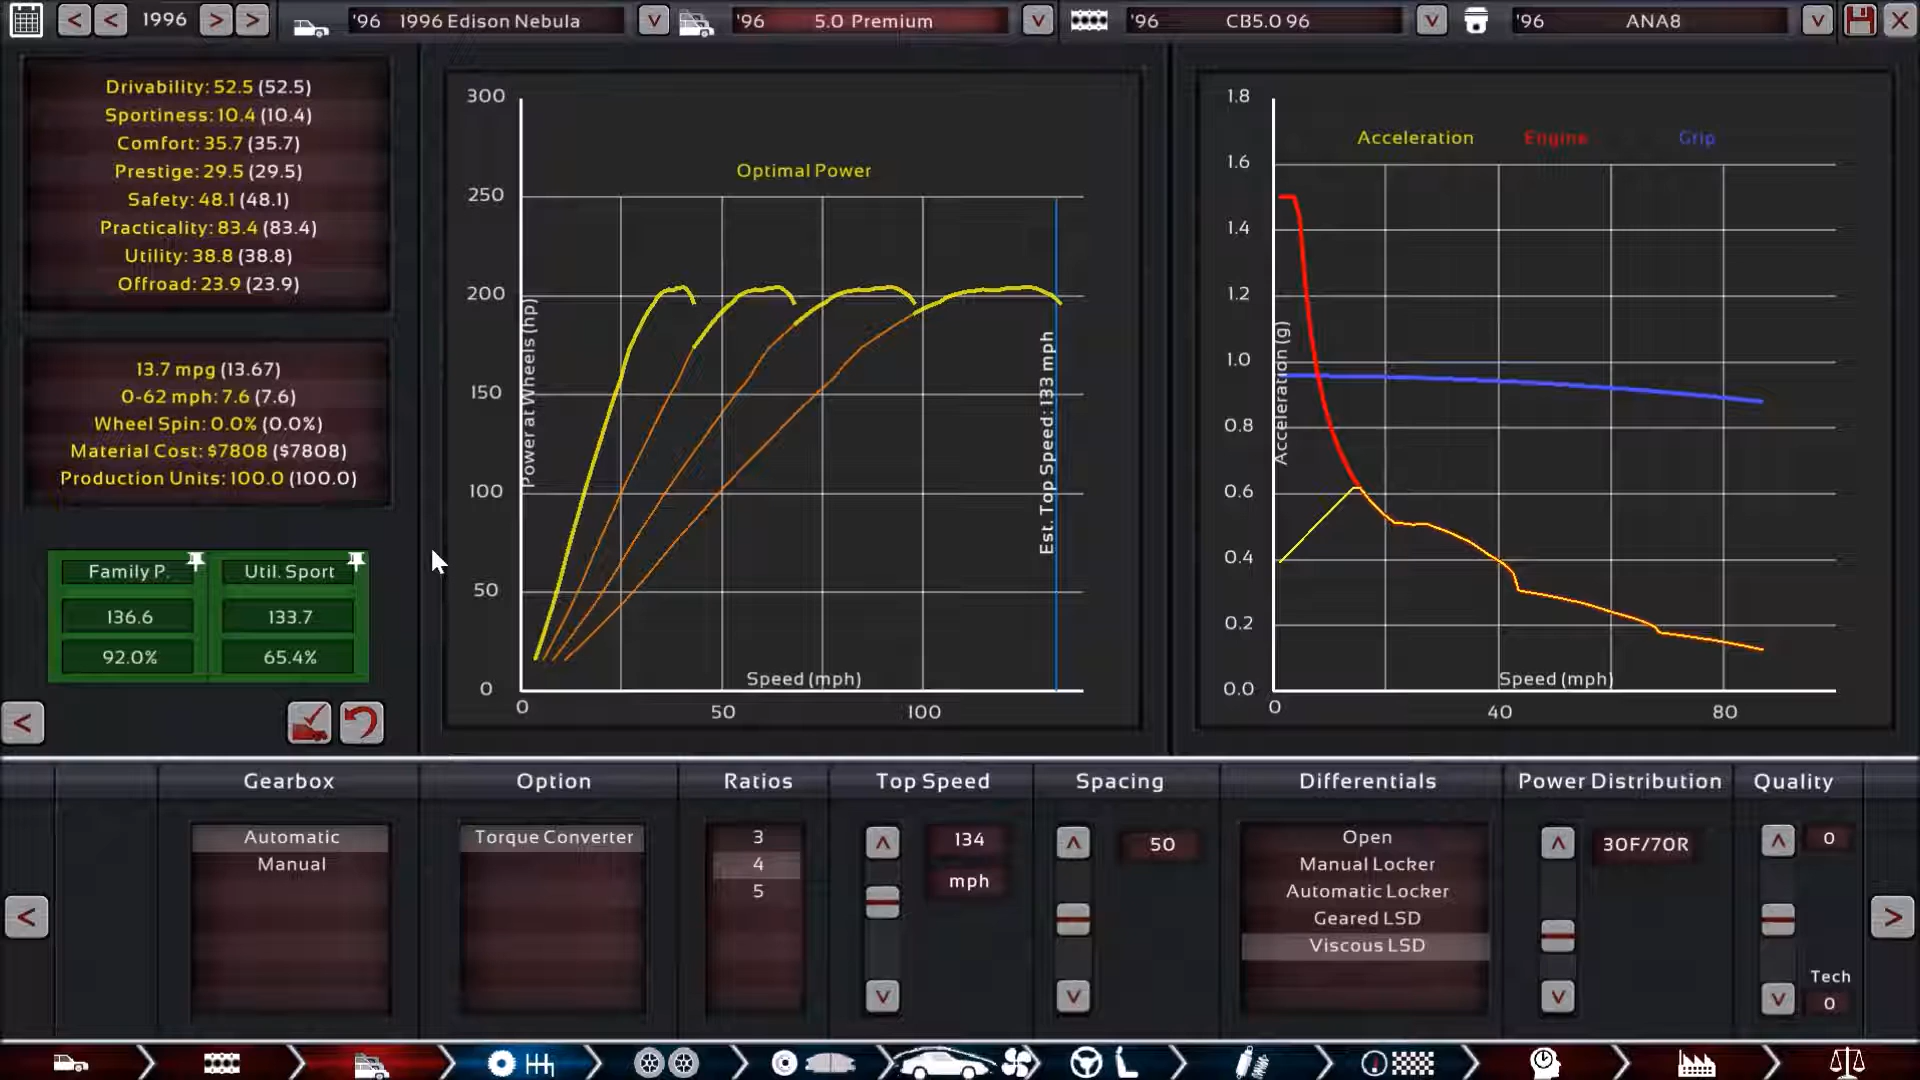 1996
'96 1996 Edison Nebula
'96 5.0 Premium
'96 CB5.0 96
'96 ANA8
Drivability: 52.5 (52.5)
Sportiness: 10.4 (10.4)
Comfort: 35.7 (35.7)
Prestige: 29.5 (29.5)
Safety: 48.1 (48.1)
Practicality: 83.4 (83.4)
Utility: 38.8 (38.8)
Offroad: 23.9 (23.9)
13.7 mpg (13.67)
0-62 mph: 7.6 (7.6)
Wheel Spin: 0.0% (0.0%)
Material Cost: $7808 ($7808)
Production Units: 100.0 (100.0)
Family P. Util. Sport
136.6 133.7
92.0% 65.4%
300
250
200
150
100
50
0
Optimal Power
Power at Wheels (hp)
Est. Top Speed: 133 mph
Speed (mph)
0 50 100
1.8
1.6
1.4
1.2
1.0
0.8
0.6
0.4
0.2
0.0
Acceleration Engine Grip
Acceleration (g)
Speed (mph)
0 40 80
Gearbox
Automatic
Manual
Option
Torque Converter
Ratios
3
4
5
Top Speed
134
mph
Spacing
50
Differentials
Open
Manual Locker
Automatic Locker
Geared LSD
Viscous LSD
Power Distribution
30F/70R
Quality
0
Tech
0